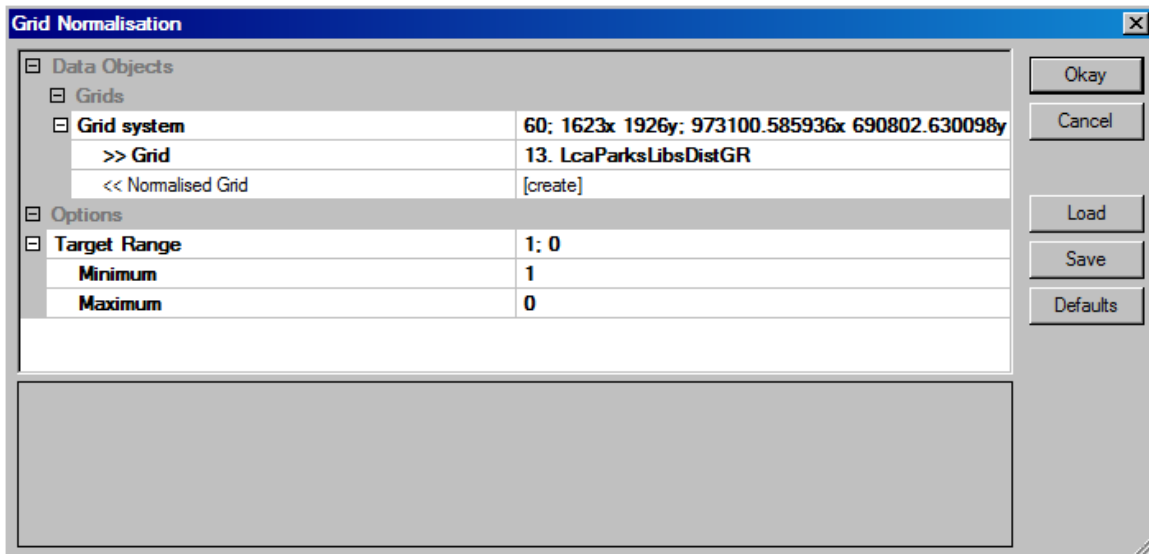 Grid Normalisation
Data Objects
Grids
Grid system 60; 1623x 1926y; 973100.585936x 690802.630098y
>> Grid 13. LcaParksLibsDistGR
<< Normalised Grid [create]
Options
Target Range 1; 0
Minimum 1
Maximum 0
Okay
Cancel
Load
Save
Defaults